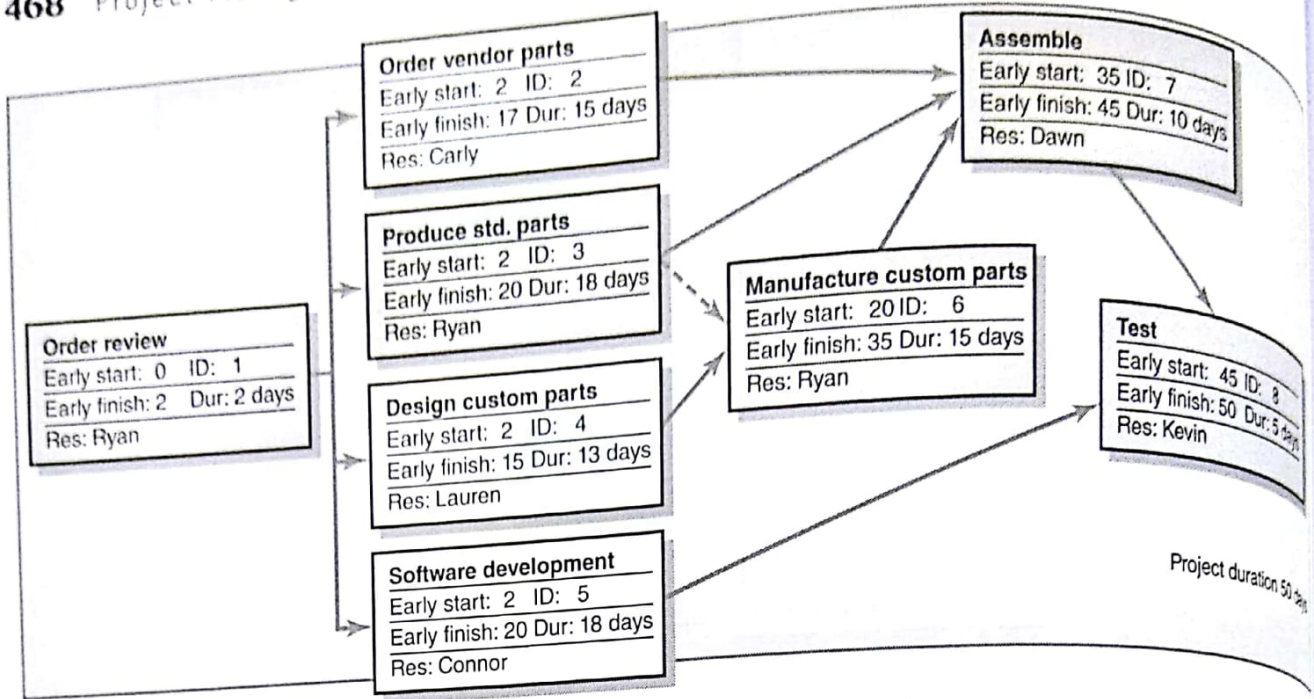 468 Project
Order vendor parts
Early start: 2 ID: 2
Early finish: 17 Dur: 15 days
Res: Carly
Assemble
Early start: 35 ID: 7
Early finish: 45 Dur: 10 days
Res: Dawn
Produce std. parts
Early start: 2 ID: 3
Early finish: 20 Dur: 18 days
Res: Ryan
Manufacture custom parts
Early start: 20 ID: 6
Early finish: 35 Dur: 15 days
Res: Ryan
Order review
Early start: 0 ID: 1
Early finish: 2 Dur: 2 days
Res: Ryan
Test
Early start: 45 ID: 8
Early finish: 50 Dur: 5 days
Res: Kevin
Design custom parts
Early start: 2 ID: 4
Early finish: 15 Dur: 13 days
Res: Lauren
Software development
Early start: 2 ID: 5
Early finish: 20 Dur: 18 days
Res: Connor
Project duration 50 days